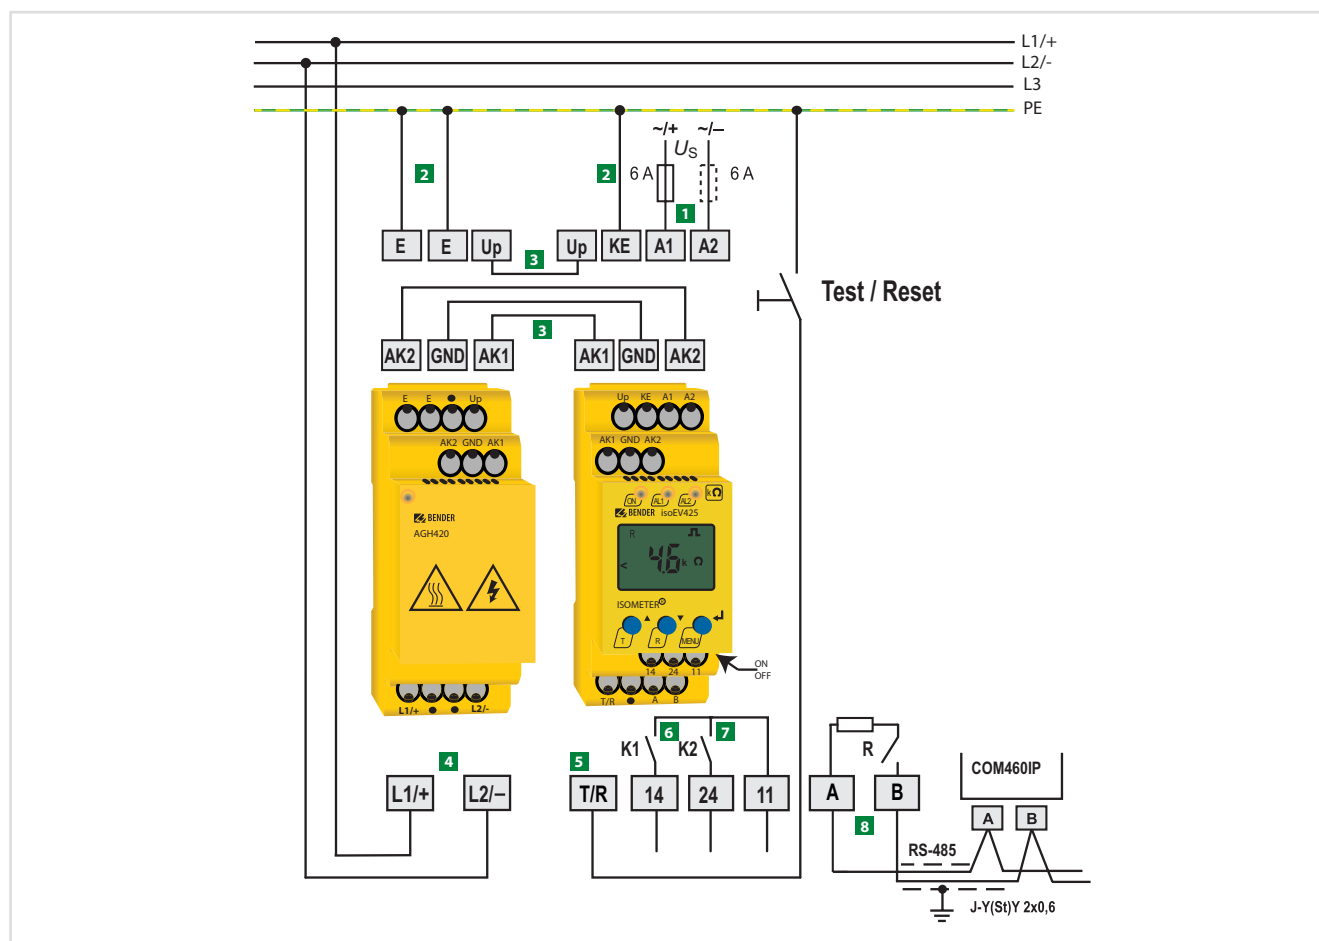 L1/+
L2/-
L3
PE
~/+ ~/–
US
6 A 6 A
2 2 1
E E Up Up KE A1 A2
3
Test / Reset
3
AK2 GND AK1 AK1 GND AK2
E E Up
AK2 GND AK1
BENDER
AGH420
L1/+ L2/-
Up KE A1 A2
AK1 GND AK2
ON AL1 AL2 kΩ
BENDER isoEV425
R
4.6 k Ω
<
ISOMETER®
T R MENU
ON
OFF
14 24 11
T/R A B
K1 6 K2 7
4 5
L1/+ L2/– T/R 14 24 11
R
A B
8
COM460IP
A B
RS-485
J-Y(St)Y 2x0,6